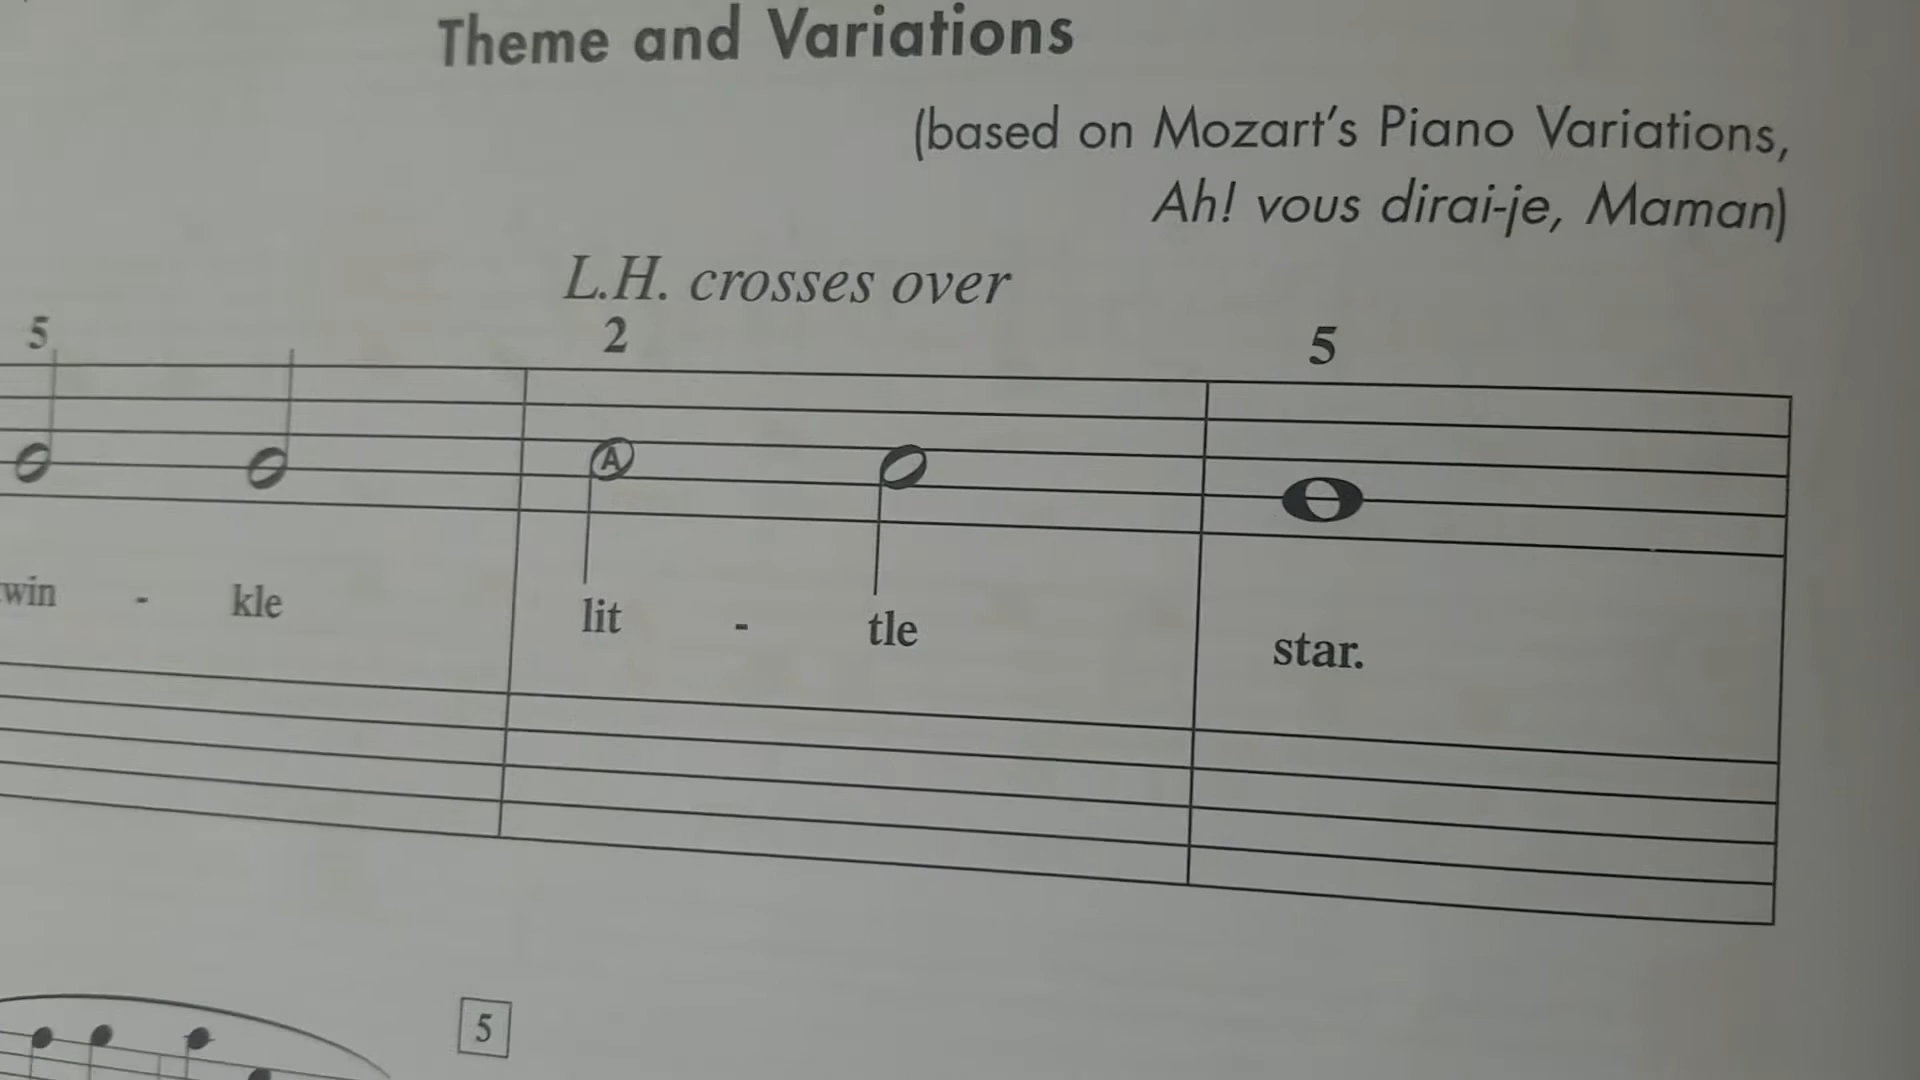 Theme and Variations
(based on Mozart's Piano Variations,
Ah! vous dirai-je, Maman)
L.H. crosses over
5 2 5
A
win - kle lit - tle star.
5